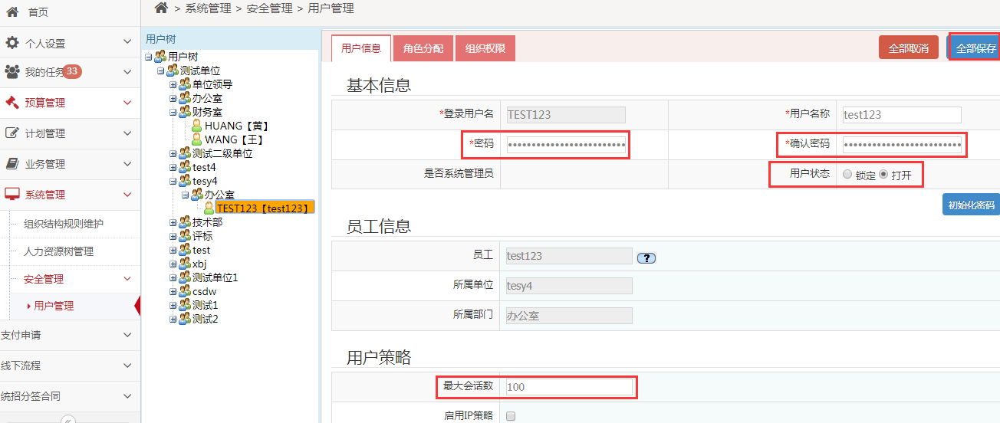 首页
个人设置
我的任务 33
预算管理
计划管理
业务管理
系统管理
组织结构规则维护
人力资源树管理
安全管理
用户管理
支付申请
线下流程
统招分签合同
> 系统管理 > 安全管理 > 用户管理
用户树
用户树
测试单位
单位领导
办公室
财务室
HUANG【黄】
WANG【王】
测试二级单位
test4
tesy4
办公室
TEST123【test123】
技术部
评标
test
xbj
测试单位1
csdw
测试1
测试2
用户信息 角色分配 组织权限 全部取消 全部保存
基本信息
*登录用户名 TEST123 *用户名称 test123
*密码 •••••••••••••••••••••••••• *确认密码 ••••••••••••••••••••••••••
是否系统管理员 用户状态 锁定 打开
初始化密码
员工信息
员工 test123 ?
所属单位 tesy4
所属部门 办公室
用户策略
最大会话数 100
启用IP策略